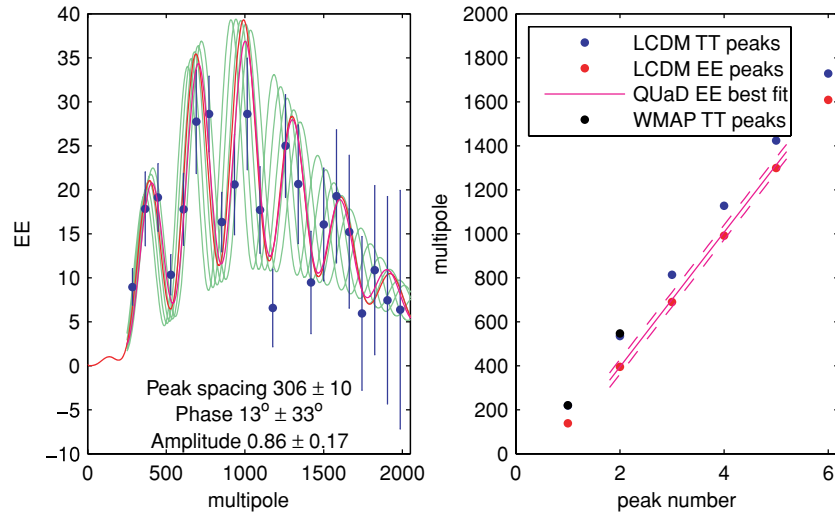 40
35
30
25
20
15
10
5
0
−5
−10
EE
Peak spacing 306 ± 10
Phase 13° ± 33°
Amplitude 0.86 ± 0.17
0 500 1000 1500 2000
multipole
2000
1800
1600
1400
1200
1000
800
600
400
200
0
multipole
LCDM TT peaks
LCDM EE peaks
QUaD EE best fit
WMAP TT peaks
0 2 4 6
peak number